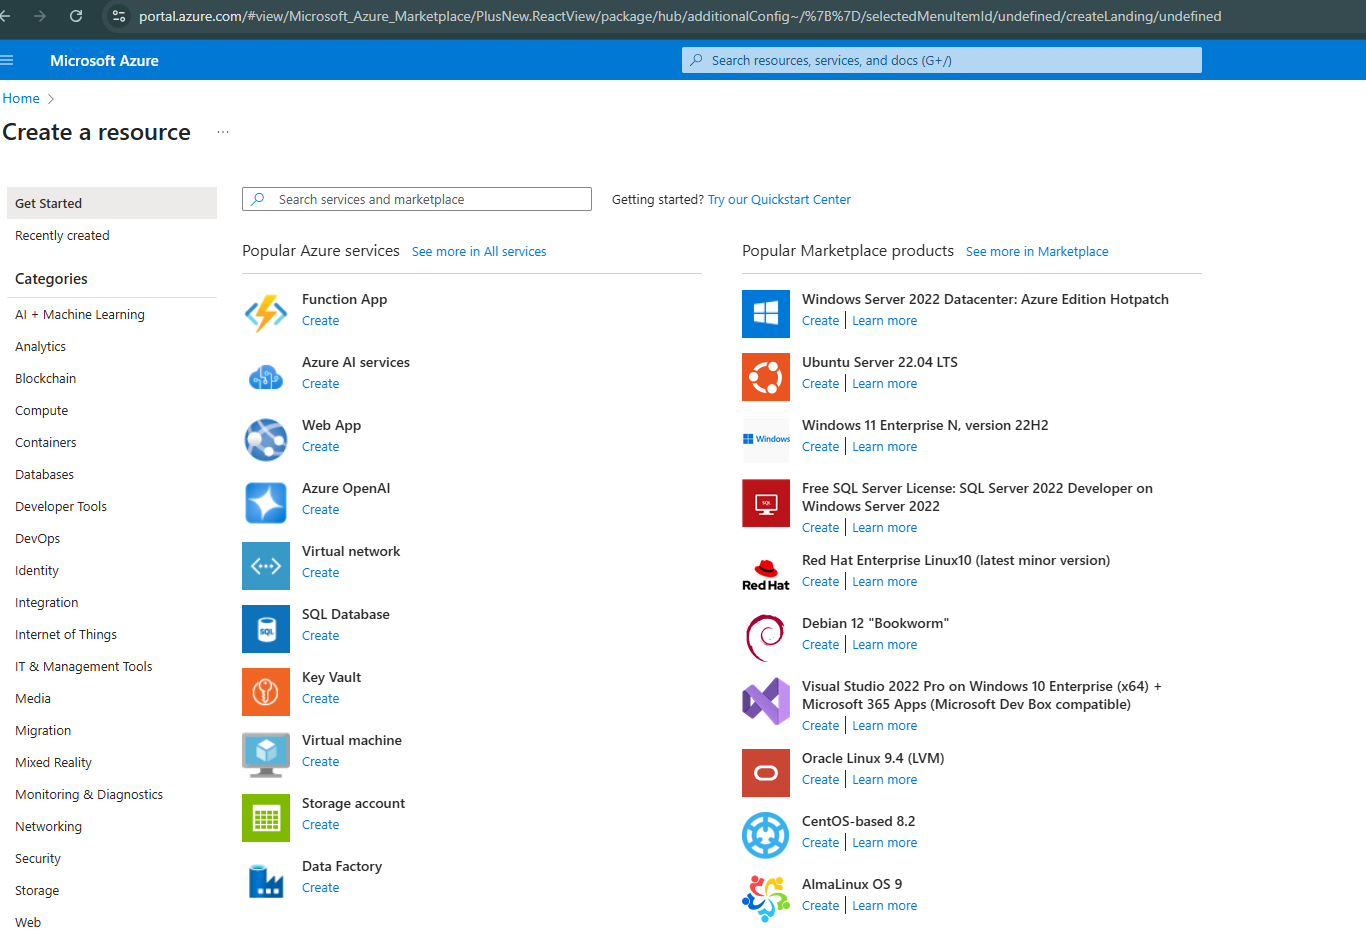 portal.azure.com/#view/Microsoft_Azure_Marketplace/PlusNew.ReactView/package/hub/additionalConfig~/%7B%7D/selectedMenuItemId/undefined/createLanding/undefined
Microsoft Azure
Search resources, services, and docs (G+/)
Home
Create a resource
...
Get Started
Recently created
Categories
AI + Machine Learning
Analytics
Blockchain
Compute
Containers
Databases
Developer Tools
DevOps
Identity
Integration
Internet of Things
IT & Management Tools
Media
Migration
Mixed Reality
Monitoring & Diagnostics
Networking
Security
Storage
Web
Search services and marketplace
Getting started? Try our Quickstart Center
Popular Azure services See more in All services
Function App
Create
Azure AI services
Create
Web App
Create
Azure OpenAI
Create
Virtual network
Create
SQL
SQL Database
Create
Key Vault
Create
Virtual machine
Create
Storage account
Create
Data Factory
Create
Popular Marketplace products See more in Marketplace
Windows Server 2022 Datacenter: Azure Edition Hotpatch
Create | Learn more
Ubuntu Server 22.04 LTS
Create | Learn more
Windows
Windows 11 Enterprise N, version 22H2
Create | Learn more
SQL
Free SQL Server License: SQL Server 2022 Developer on
Windows Server 2022
Create | Learn more
Red Hat
Red Hat Enterprise Linux10 (latest minor version)
Create | Learn more
Debian 12 "Bookworm"
Create | Learn more
Visual Studio 2022 Pro on Windows 10 Enterprise (x64) +
Microsoft 365 Apps (Microsoft Dev Box compatible)
Create | Learn more
Oracle Linux 9.4 (LVM)
Create | Learn more
CentOS-based 8.2
Create | Learn more
AlmaLinux OS 9
Create | Learn more